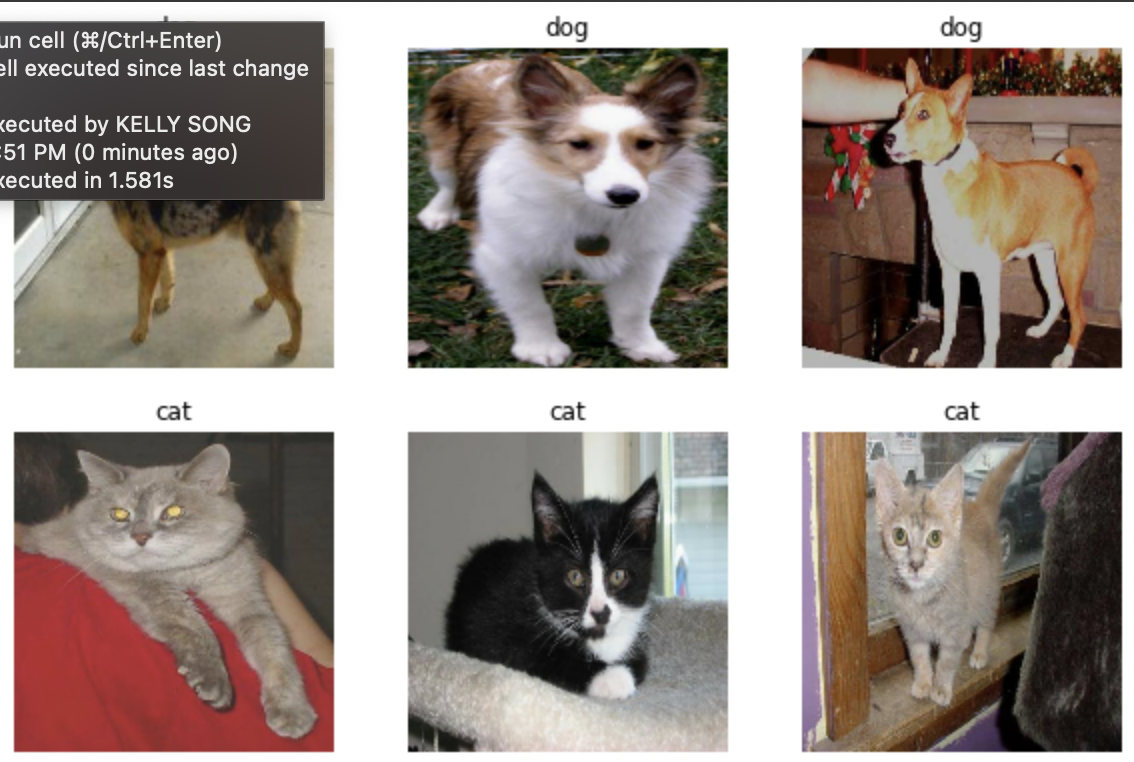 un cell (⌘/Ctrl+Enter)
ell executed since last change
xecuted by KELLY SONG
:51 PM (0 minutes ago)
xecuted in 1.581s
dog
dog
cat
cat
cat